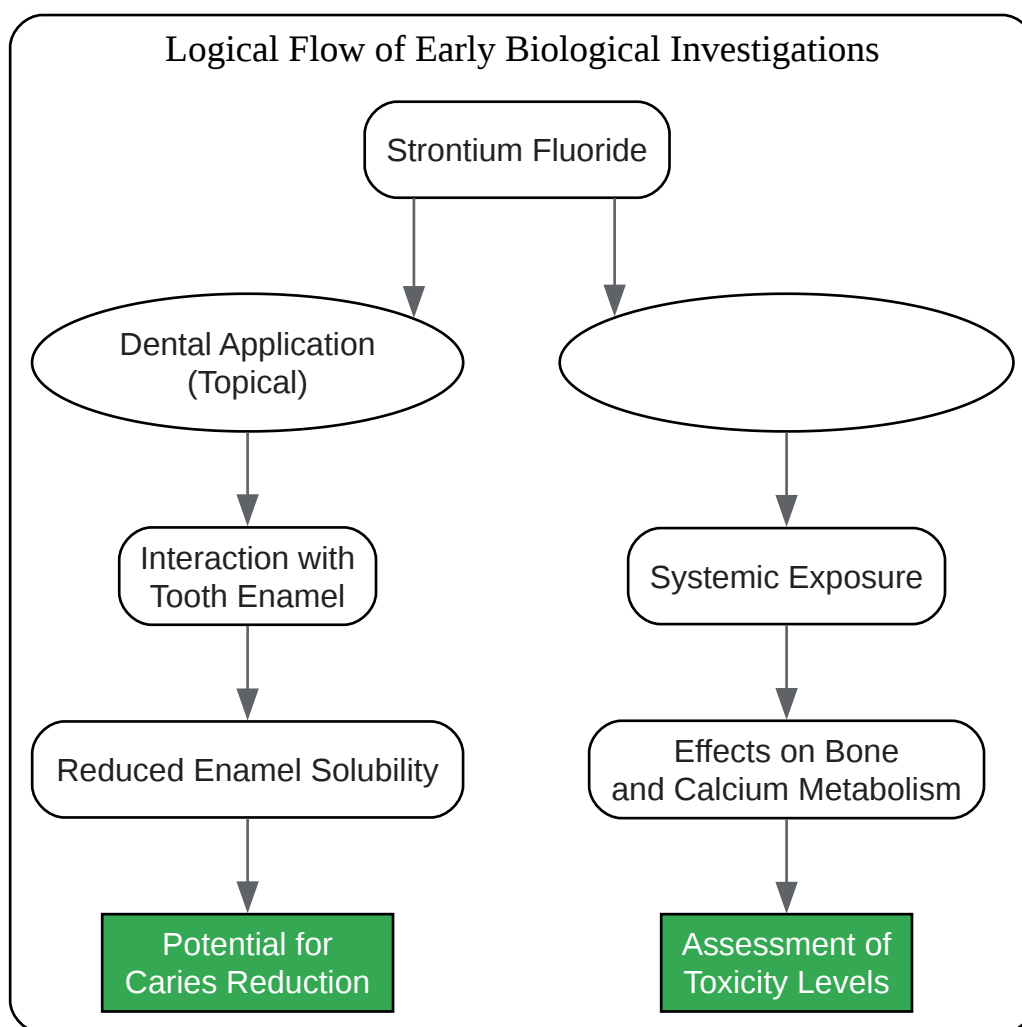 Logical Flow of Early Biological Investigations
Strontium Fluoride
Dental Application
(Topical)
Interaction with
Tooth Enamel
Systemic Exposure
Reduced Enamel Solubility
Effects on Bone
and Calcium Metabolism
Potential for
Caries Reduction
Assessment of
Toxicity Levels